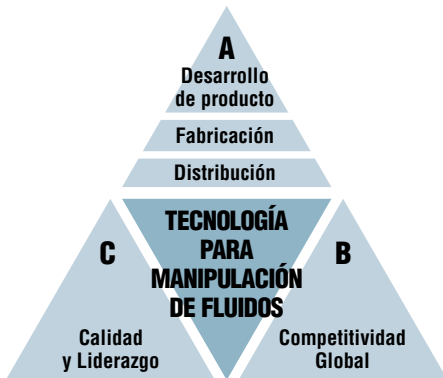 A
Desarrollo
de producto
Fabricación
Distribución
TECNOLOGÍA
PARA
MANIPULACIÓN
DE FLUIDOS
C
Calidad
y Liderazgo
B
Competitividad
Global